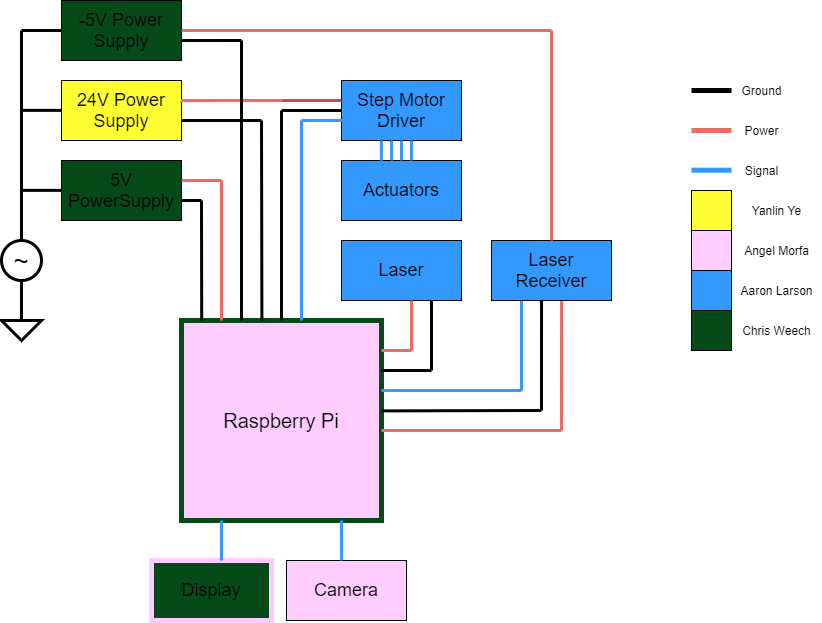 -5V Power
Supply
24V Power
Supply
5V
PowerSupply
~
Step Motor
Driver
Actuators
Laser
Laser
Receiver
Raspberry Pi
Display
Camera
Ground
Power
Signal
Yanlin Ye
Angel Morfa
Aaron Larson
Chris Weech